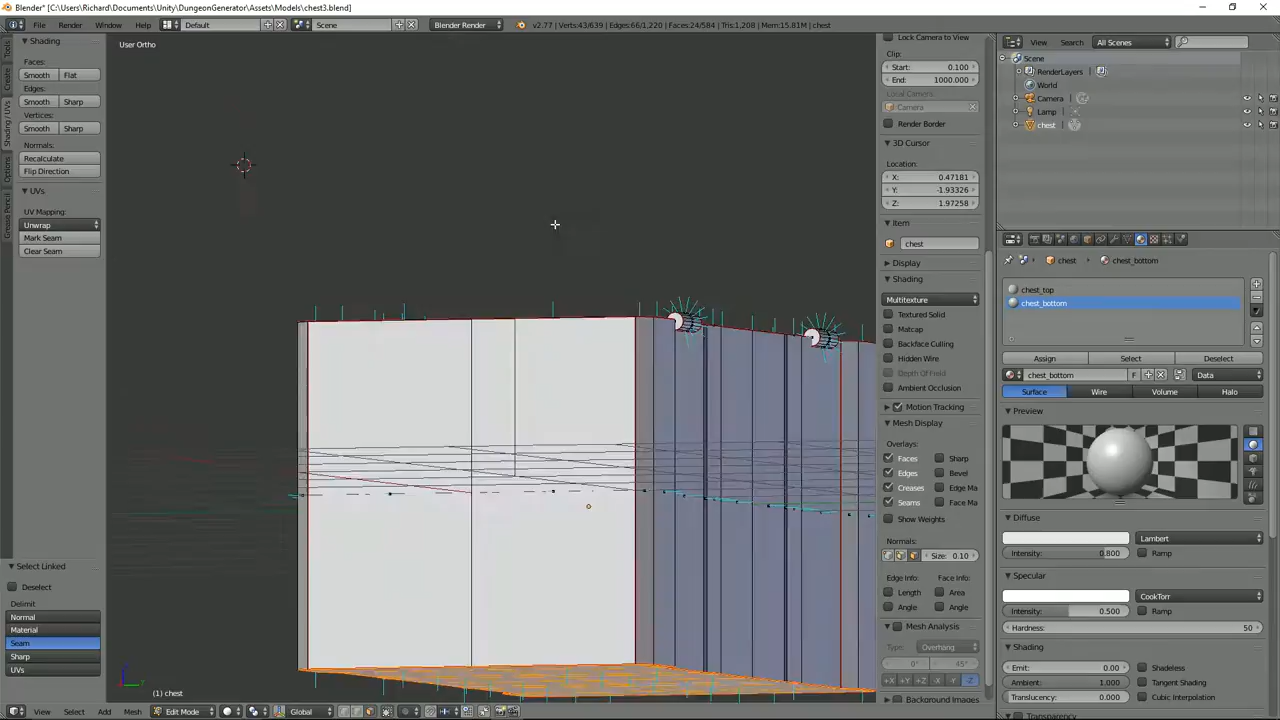 Blender* [C:\Users\Richard\Documents\Unity\DungeonGenerator\Assets\Models\chest3.blend]
File Render Window Help Default Scene Blender Render v2.77 | Verts:43/639 | Edges:66/1,220 | Faces:24/584 | Tris:1,208 | Mem:15.81M | chest
Shading
Faces:
Smooth Flat
Edges:
Smooth Sharp
Vertices:
Smooth Sharp
Normals:
Recalculate
Flip Direction
UVs
UV Mapping:
Unwrap
Mark Seam
Clear Seam
Tools
Create
Shading / UVs
Options
Grease Pencil
Select Linked
Deselect
Delimit
Normal
Material
Seam
Sharp
UVs
User Ortho
(1) chest
View Select Add Mesh Edit Mode Global
Lock Camera to View
Clip:
Start: 0.100
End: 1000.000
Local Camera:
Camera
Render Border
3D Cursor
Location:
X: 0.47181
Y: -1.93326
Z: 1.97258
Item
chest
Display
Shading
Multitexture
Textured Solid
Matcap
Backface Culling
Hidden Wire
Depth Of Field
Ambient Occlusion
Motion Tracking
Mesh Display
Overlays:
Faces Sharp
Edges Bevel
Creases Edge Ma
Seams Face Ma
Show Weights
Normals:
Size: 0.10
Edge Info: Face Info:
Length Area
Angle Angle
Mesh Analysis
Type: Overhang
0° 45°
+X +Y +Z -X -Y -Z
Background Images
View Search All Scenes
Scene
RenderLayers
World
Camera
Lamp
chest
chest chest_bottom
chest_top
chest_bottom
Assign Select Deselect
chest_bottom F Data
Surface Wire Volume Halo
Preview
Diffuse
Lambert
Intensity: 0.800 Ramp
Specular
CookTorr
Intensity: 0.500 Ramp
Hardness: 50
Shading
Emit: 0.00 Shadeless
Ambient: 1.000 Tangent Shading
Translucency: 0.000 Cubic Interpolation
Transparency